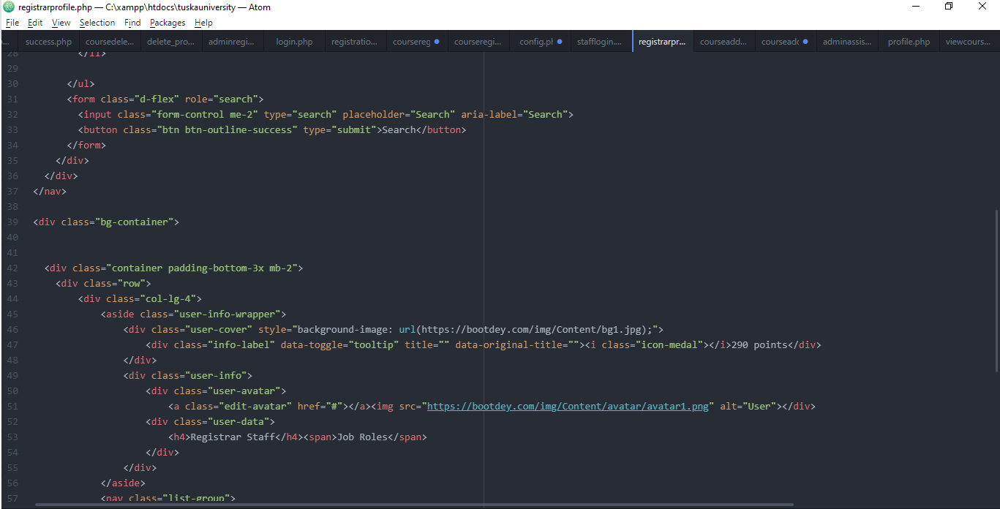 registrarprofile.php — C:\xampp\htdocs\tuskauniversity — Atom
File Edit View Selection Find Packages Help
... success.php coursedele... delete_pro... adminregi... login.php registratio... coursereg courseregi... config.pl stafflogin.... registrarpr... courseadd... coursead adminassis... profile.php viewcours...
28 </li>
29
30 </ul>
31 <form class="d-flex" role="search">
32 <input class="form-control me-2" type="search" placeholder="Search" aria-label="Search">
33 <button class="btn btn-outline-success" type="submit">Search</button>
34 </form>
35 </div>
36 </div>
37 </nav>
38
39 <div class="bg-container">
40
41
42 <div class="container padding-bottom-3x mb-2">
43 <div class="row">
44 <div class="col-lg-4">
45 <aside class="user-info-wrapper">
46 <div class="user-cover" style="background-image: url(https://bootdey.com/img/Content/bg1.jpg);">
47 <div class="info-label" data-toggle="tooltip" title="" data-original-title=""><i class="icon-medal"></i>290 points</div>
48 </div>
49 <div class="user-info">
50 <div class="user-avatar">
51 <a class="edit-avatar" href="#"></a><img src="https://bootdey.com/img/Content/avatar/avatar1.png" alt="User"></div>
52 <div class="user-data">
53 <h4>Registrar Staff</h4><span>Job Roles</span>
54 </div>
55 </div>
56 </aside>
57 <nav class="list-group">